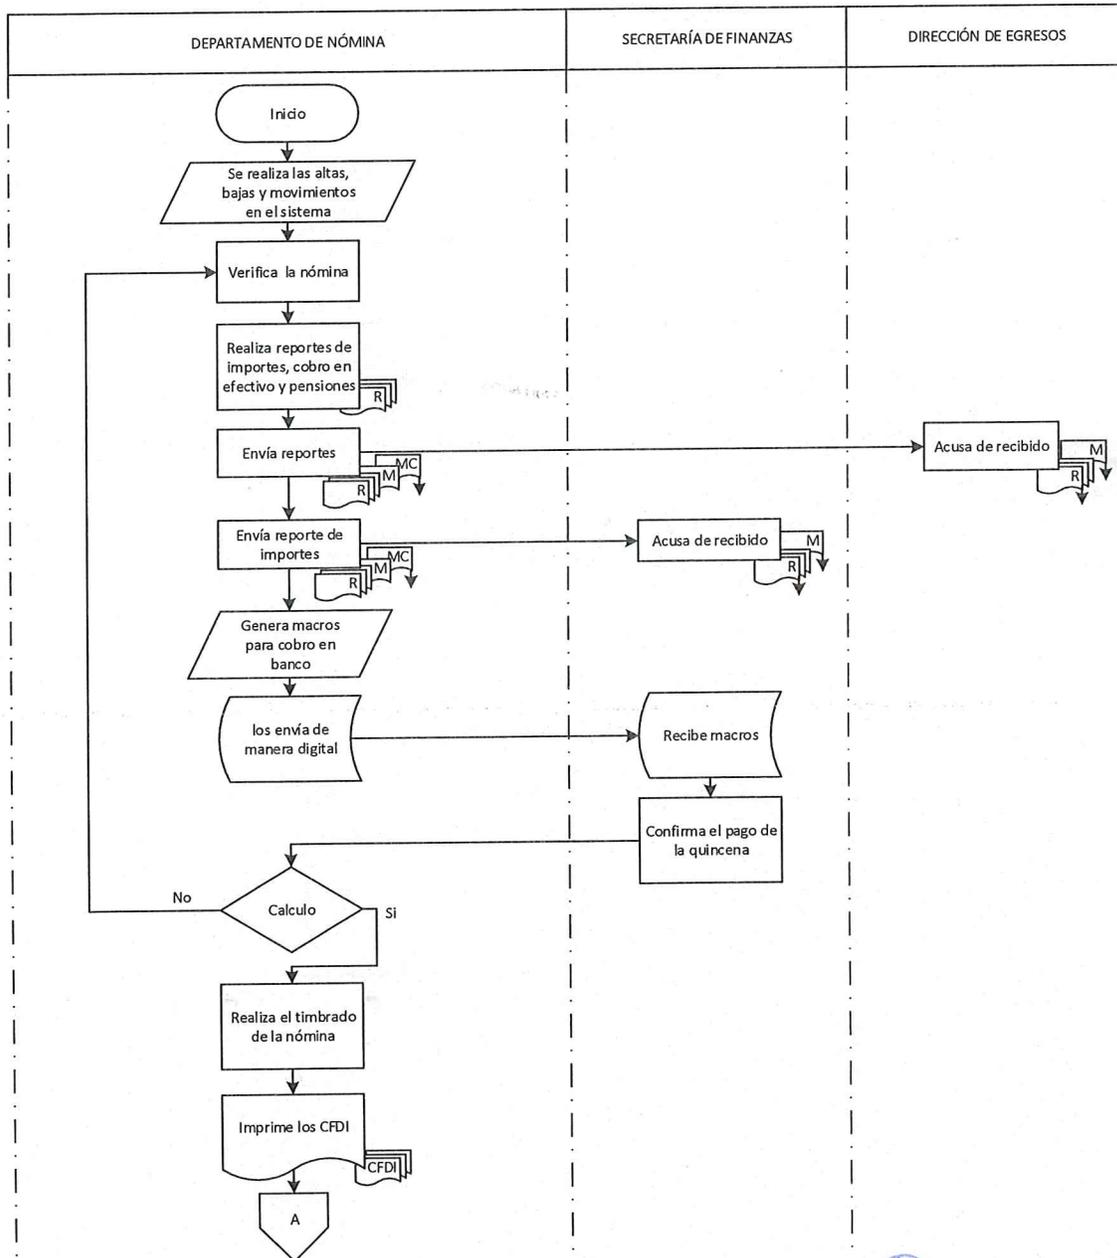 DEPARTAMENTO DE NÓMINA
SECRETARÍA DE FINANZAS
DIRECCIÓN DE EGRESOS
Inicio
Se realiza las altas,
bajas y movimientos
en el sistema
Verifica la nómina
Realiza reportes de
importes, cobro en
efectivo y pensiones
R
Envía reportes
MC
M
R
Acusa de recibido
M
R
Envía reporte de
importes
MC
M
R
Acusa de recibido
M
R
Genera macros
para cobro en
banco
los envía de
manera digital
Recibe macros
Confirma el pago de
la quincena
No
Calculo
Si
Realiza el timbrado
de la nómina
Imprime los CFDI
CFDI
A